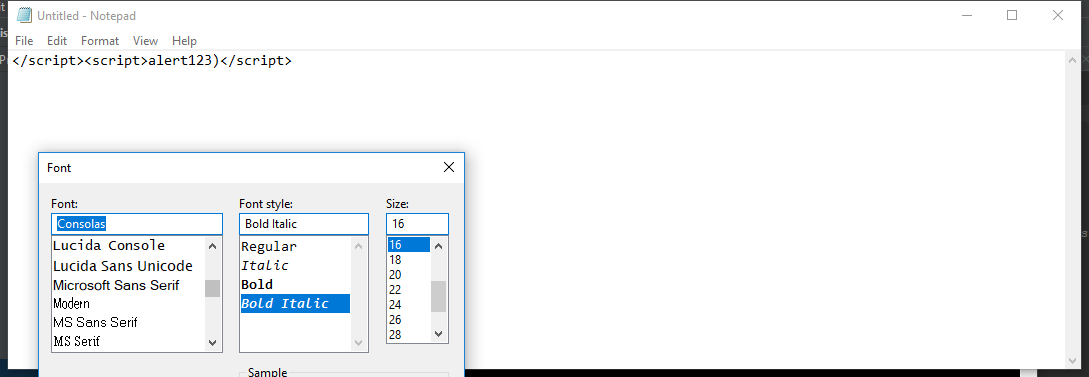 Untitled - Notepad
File Edit Format View Help
</script><script>alert123)</script>
Font
Font: Font style: Size:
Consolas Bold Italic 16
Lucida Console Regular 16
Lucida Sans Unicode Italic 18
Microsoft Sans Serif Bold 20
Modern Bold Italic 22
MS Sans Serif 24
MS Serif 26
28
Sample